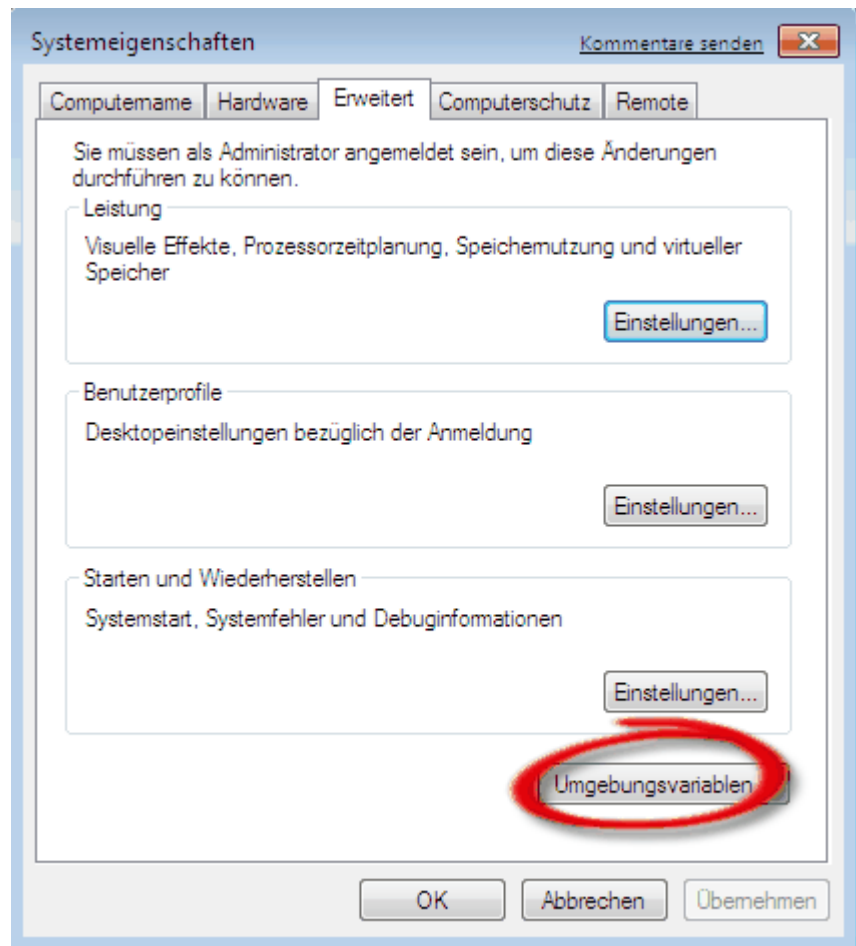 Systemeigenschaften Kommentare senden
Computername Hardware Erweitert Computerschutz Remote
Sie müssen als Administrator angemeldet sein, um diese Änderungen
durchführen zu können.
Leistung
Visuelle Effekte, Prozessorzeitplanung, Speichernutzung und virtueller
Speicher
Einstellungen...
Benutzerprofile
Desktopeinstellungen bezüglich der Anmeldung
Einstellungen...
Starten und Wiederherstellen
Systemstart, Systemfehler und Debuginformationen
Einstellungen...
Umgebungsvariablen
OK Abbrechen Übernehmen